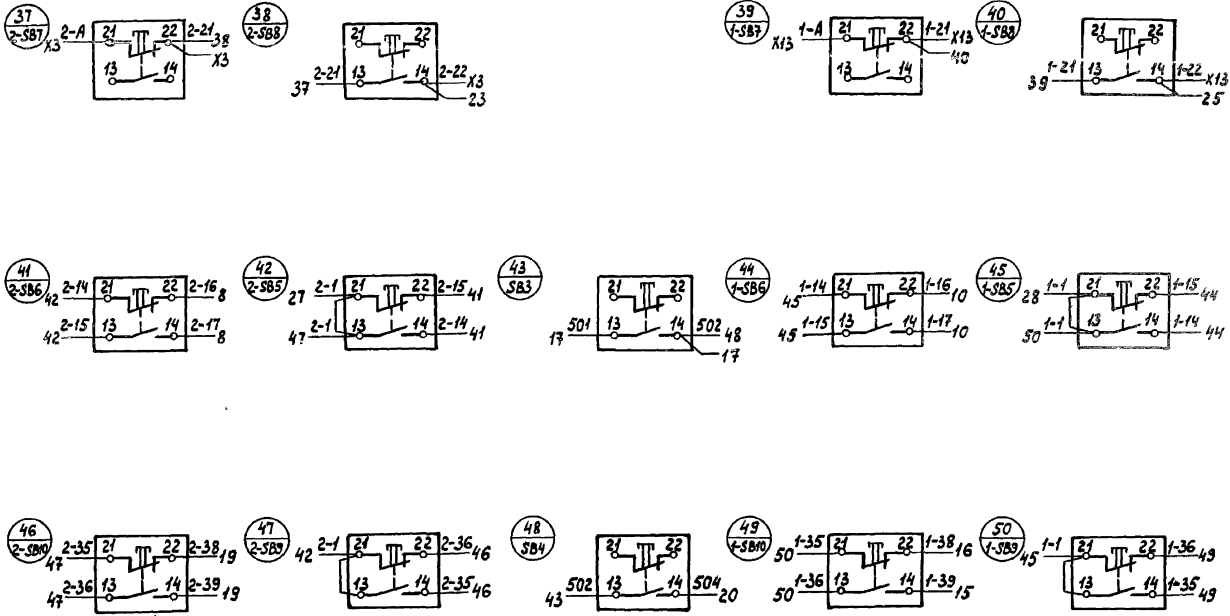 37 2-SB7 X3 2-А 21 22 2-21 38 X3 13 14
38 2-SB8 21 22 37 2-21 13 14 2-22 X3 23
39 1-SB7 X13 1-А 21 22 1-21 X13 40 13 14
40 1-SB8 21 22 39 1-21 13 14 1-22 X13 25
41 2-SB6 42 2-14 21 22 2-16 8
42 2-15 13 14 2-17 8
42 2-SB5 27 2-1 21 22 2-15 41
47 2-1 13 14 2-14 41
43 SB3 21 22
17 501 13 14 502 48 17
44 1-SB6 45 1-14 21 22 1-16 10
45 1-15 13 14 1-17 10
45 1-SB5 28 1-1 21 22 1-15 44
50 1-1 13 14 1-14 44
46 2-SB10 47 2-35 21 22 2-38 19
47 2-36 13 14 2-39 19
47 2-SB9 42 2-1 21 22 2-36 46
13 14 2-35 46
48 SB4 21 22
43 502 13 14 504 20
49 1-SB10 50 1-35 21 22 1-38 16
50 1-36 13 14 1-39 15
50 1-SB9 45 1-1 21 22 1-36 49
13 14 1-35 49